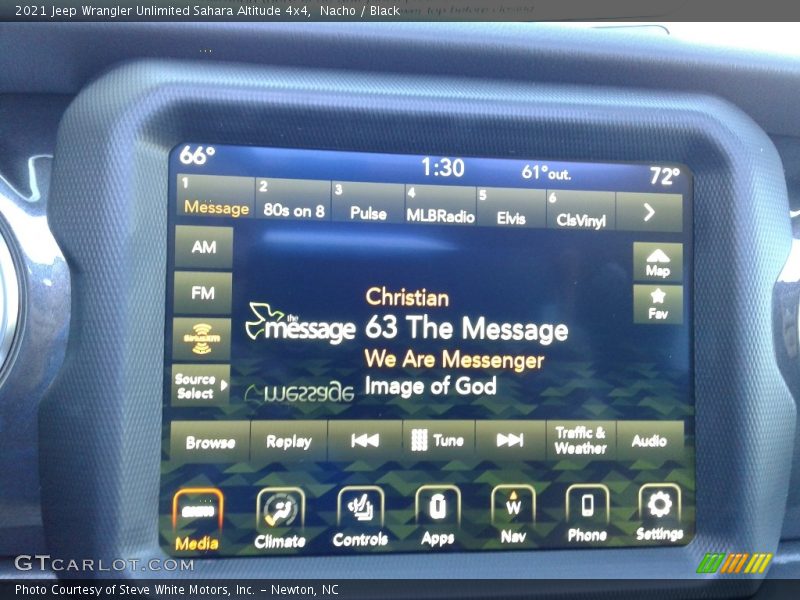 2021 Jeep Wrangler Unlimited Sahara Altitude 4x4, Nacho / Black
66° 1:30 61°out. 72°
1 Message 2 80s on 8 3 Pulse 4 MLBRadio 5 Elvis 6 ClsVinyl
AM
Map
FM
Fav
SiriusXM
Source Select
Christian
the message 63 The Message
We Are Messenger
Image of God
Browse Replay Tune Traffic & Weather Audio
Media Climate Controls Apps W Nav Phone Settings
GTCARLOT.COM
Photo Courtesy of Steve White Motors, Inc. – Newton, NC